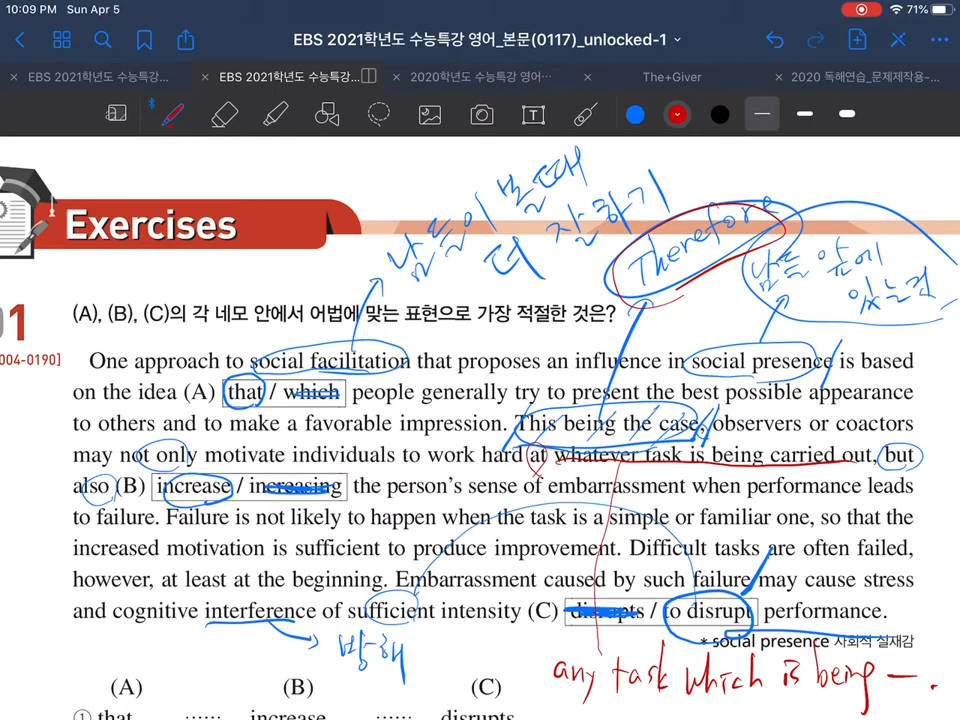 10:09 PM Sun Apr 5
71%
EBS 2021학년도 수능특강 영어_본문(0117)_unlocked-1
EBS 2021학년도 수능특강...
EBS 2021학년도 수능특강...
2020학년도 수능특강 영어...
The+Giver
2020 독해연습_문제제작용-...
남들이 볼때
더 잘하기
Therefore
남들 앞에
있는것
Exercises
(A), (B), (C)의 각 네모 안에서 어법에 맞는 표현으로 가장 적절한 것은?
004-0190]
One approach to social facilitation that proposes an influence in social presence is based
on the idea (A) that / which people generally try to present the best possible appearance
to others and to make a favorable impression. This being the case, observers or coactors
may not only motivate individuals to work hard at whatever task is being carried out, but
also (B) increase / increasing the person's sense of embarrassment when performance leads
to failure. Failure is not likely to happen when the task is a simple or familiar one, so that the
increased motivation is sufficient to produce improvement. Difficult tasks are often failed,
however, at least at the beginning. Embarrassment caused by such failure may cause stress
and cognitive interference of sufficient intensity (C) disrupts / to disrupt performance.
* social presence 사회적 실재감
방해
any task which is being — .
(A) (B) (C)
① that ...... increase ...... disrupts